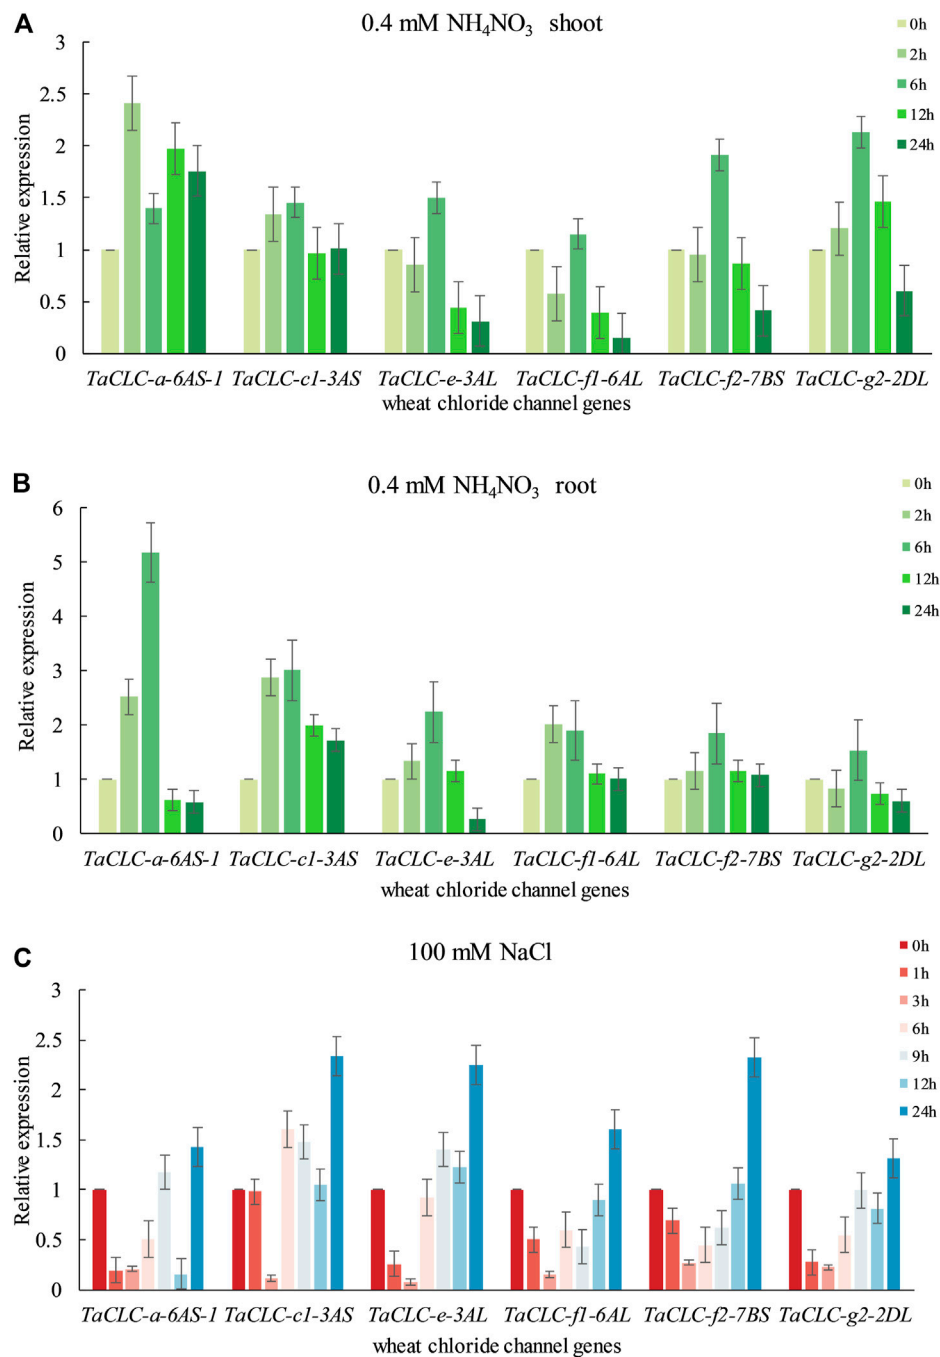 A
0.4 mM NH₄NO₃ shoot
Relative expression
3
2.5
2
1.5
1
0.5
0
0h
2h
6h
12h
24h
TaCLC-a-6AS-1 TaCLC-c1-3AS TaCLC-e-3AL TaCLC-f1-6AL TaCLC-f2-7BS TaCLC-g2-2DL
wheat chloride channel genes
B
0.4 mM NH₄NO₃ root
Relative expression
6
5
4
3
2
1
0
0h
2h
6h
12h
24h
TaCLC-a-6AS-1 TaCLC-c1-3AS TaCLC-e-3AL TaCLC-f1-6AL TaCLC-f2-7BS TaCLC-g2-2DL
wheat chloride channel genes
C
100 mM NaCl
Relative expression
3
2.5
2
1.5
1
0.5
0
0h
1h
3h
6h
9h
12h
24h
TaCLC-a-6AS-1 TaCLC-c1-3AS TaCLC-e-3AL TaCLC-f1-6AL TaCLC-f2-7BS TaCLC-g2-2DL
wheat chloride channel genes